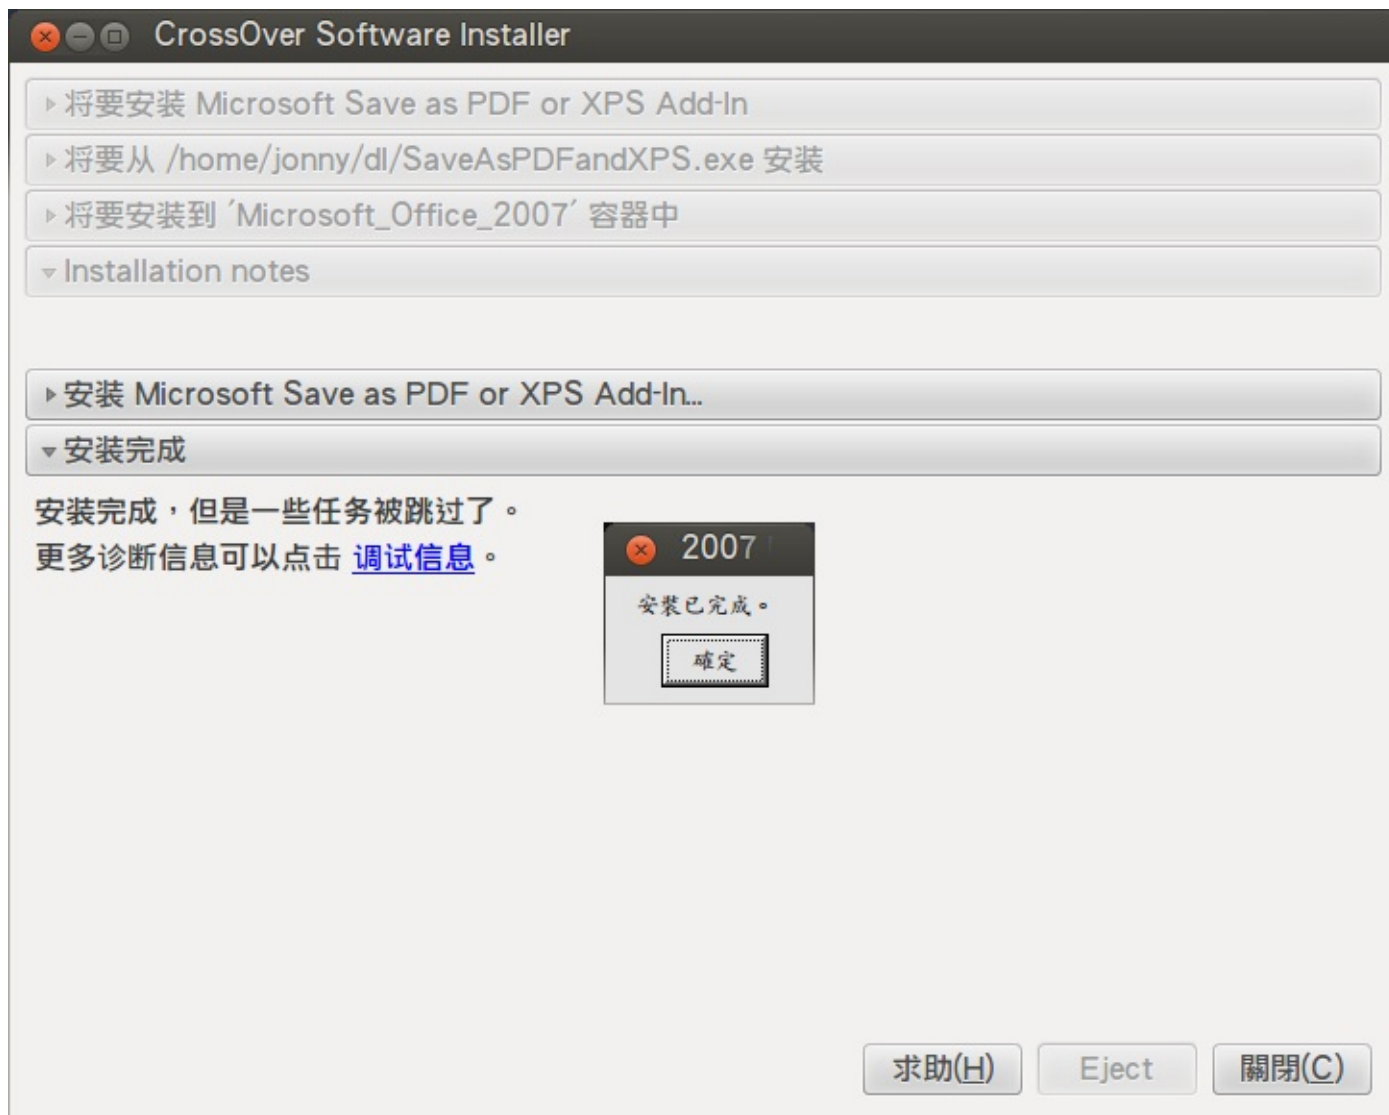 CrossOver Software Installer
将要安装 Microsoft Save as PDF or XPS Add-In
将要从 /home/jonny/dl/SaveAsPDFandXPS.exe 安装
将要安装到 ´Microsoft_Office_2007´ 容器中
Installation notes
安装 Microsoft Save as PDF or XPS Add-In...
安装完成
安装完成，但是一些任务被跳过了。
更多诊断信息可以点击 调试信息。
2007
安裝已完成。
確定
求助(H)
Eject
關閉(C)